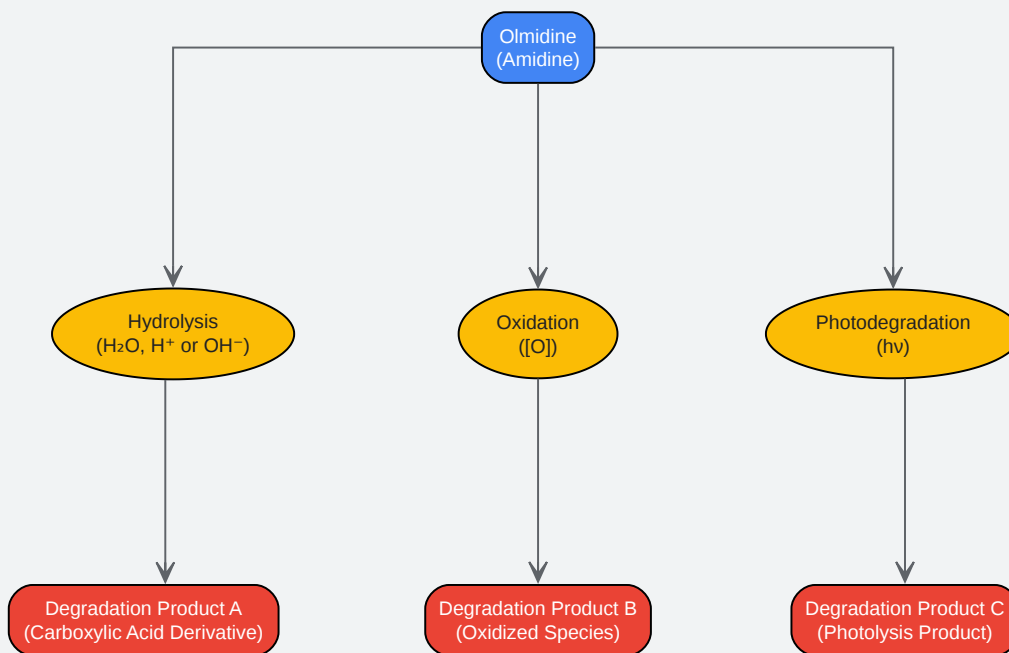 Olmidine
(Amidine)
Hydrolysis
(H₂O, H⁺ or OH⁻)
Oxidation
([O])
Photodegradation
(hν)
Degradation Product A
(Carboxylic Acid Derivative)
Degradation Product B
(Oxidized Species)
Degradation Product C
(Photolysis Product)